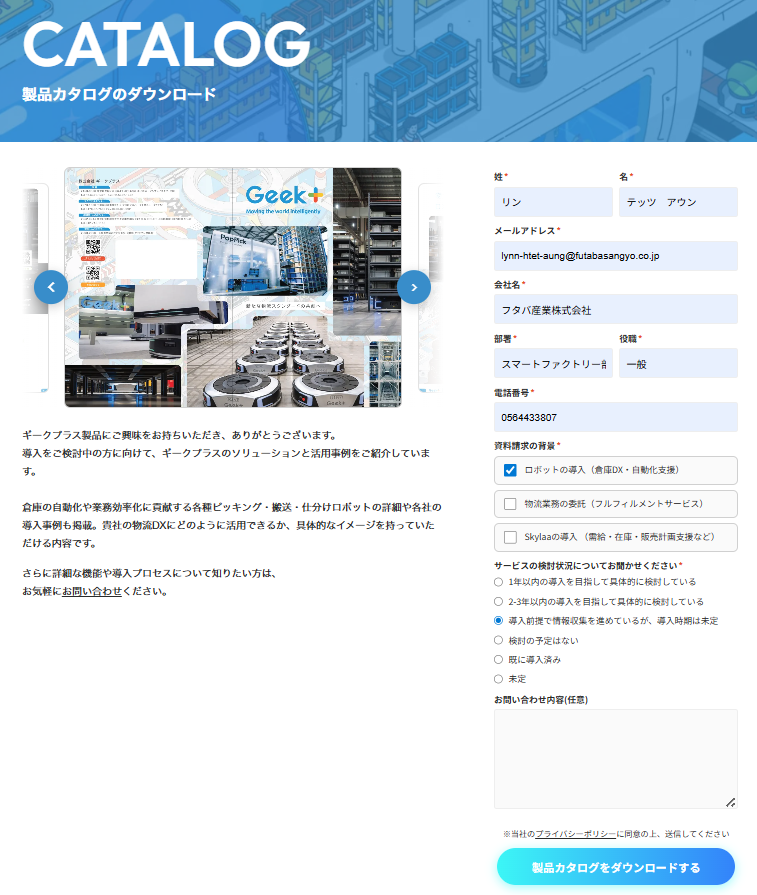 CATALOG
製品カタログのダウンロード
株式会社 ギークプラス
Geek+
Moving the world intelligently
PopPick
Geek+
ギークプラス製品にご興味をお持ちいただき、ありがとうございます。
導入をご検討中の方に向けて、ギークプラスのソリューションと活用事例をご紹介していま
す。
倉庫の自動化や業務効率化に貢献する各種ピッキング・搬送・仕分けロボットの詳細や各社の
導入事例も掲載。貴社の物流DXにどのように活用できるか、具体的なイメージを持っていた
だける内容です。
さらに詳細な機能や導入プロセスについて知りたい方は、
お気軽にお問い合わせください。
姓* 名*
リン テッツ　アウン
メールアドレス*
lynn-htet-aung@futabasangyo.co.jp
会社名*
フタバ産業株式会社
部署* 役職*
スマートファクトリー 一般
電話番号*
0564433807
資料請求の背景*
ロボットの導入（倉庫DX・自動化支援）
物流業務の委託（フルフィルメントサービス）
Skylaaの導入 （需給・在庫・販売計画支援など）
サービスの検討状況についてお聞かせください*
1年以内の導入を目指して具体的に検討している
2-3年以内の導入を目指して具体的に検討している
導入前提で情報収集を進めているが、導入時期は未定
検討の予定はない
既に導入済み
未定
お問い合わせ内容(任意)
※当社のプライバシーポリシーに同意の上、送信してください
製品カタログをダウンロードする